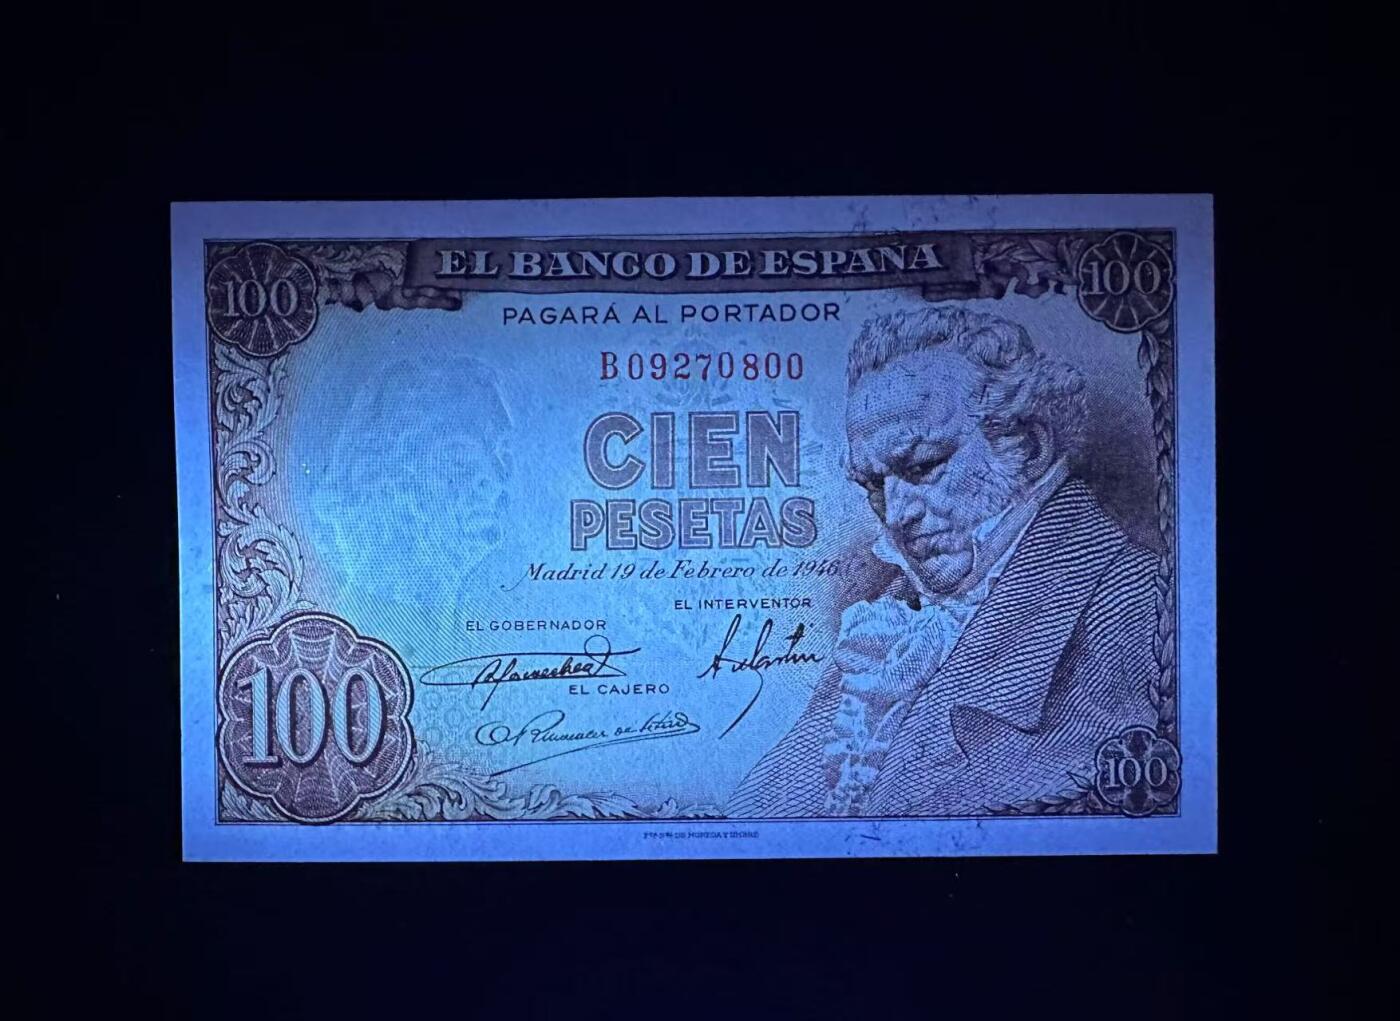 EL BANCO DE ESPAÑA
100
100
PAGARÁ AL PORTADOR
B09270800
CIEN
PESETAS
Madrid 19 de Febrero de 1946
EL INTERVENTOR
EL GOBERNADOR
EL CAJERO
100
100